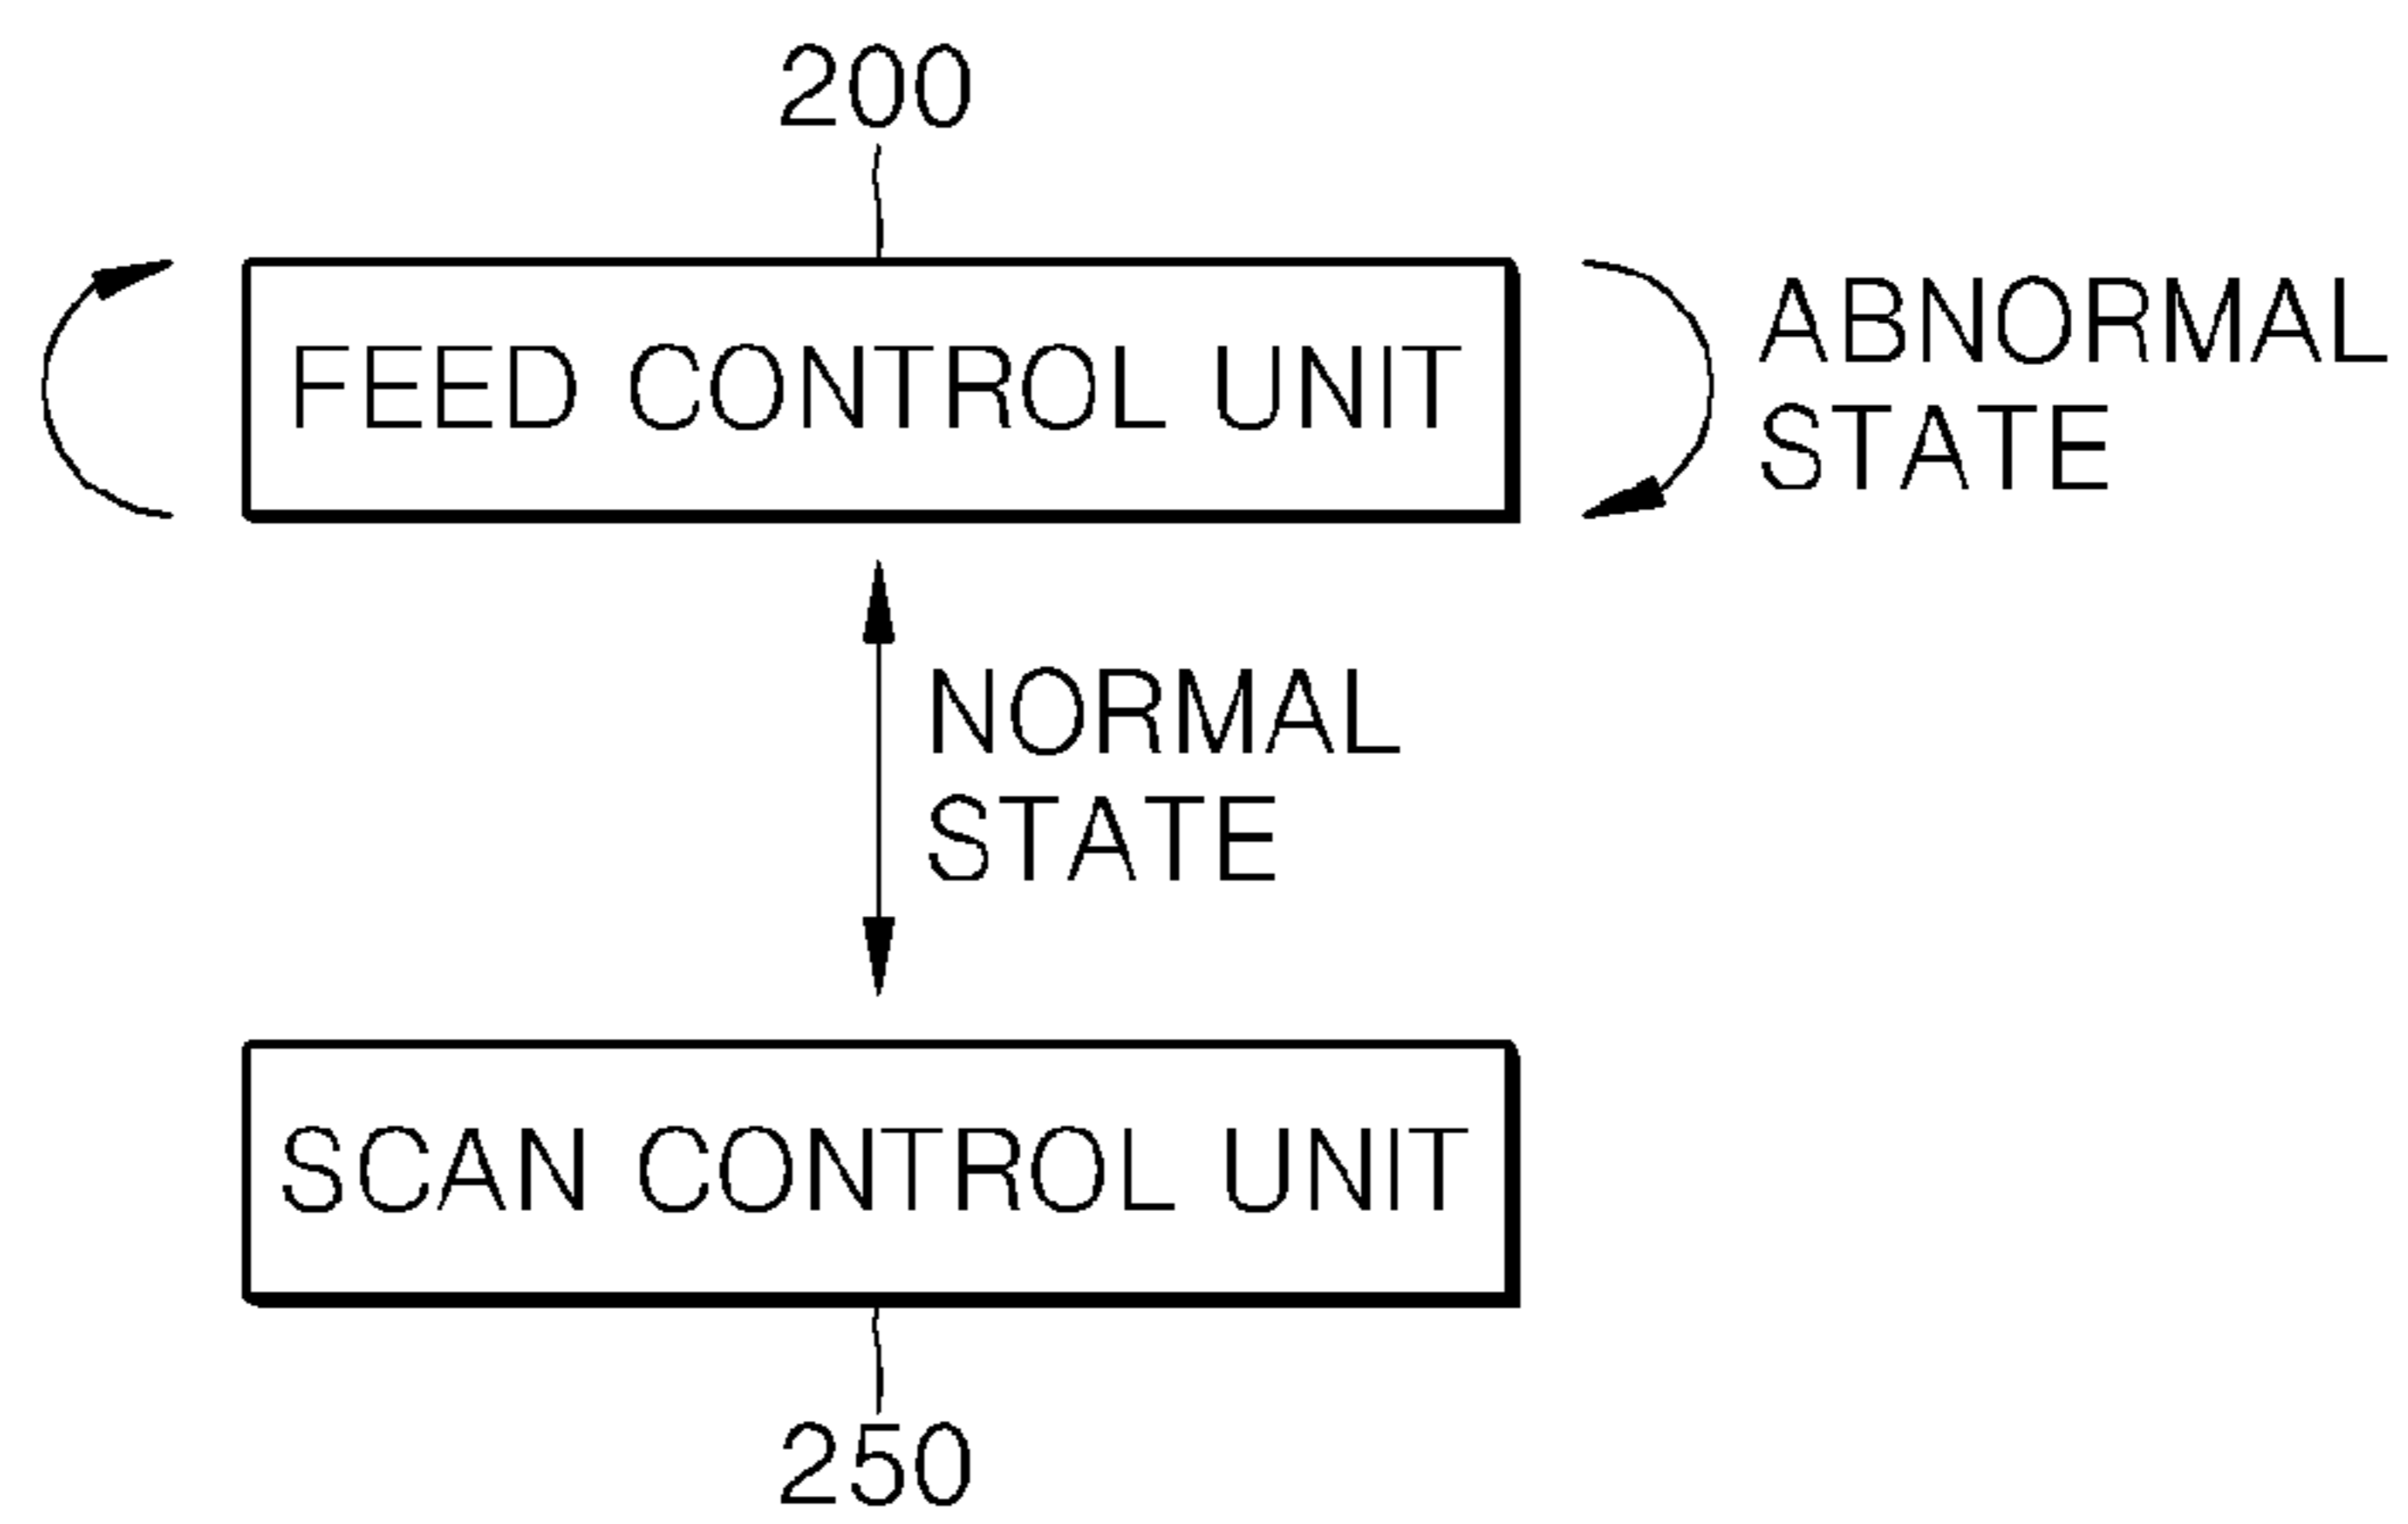 200
FEED CONTROL UNIT
ABNORMAL
STATE
NORMAL
STATE
SCAN CONTROL UNIT
250